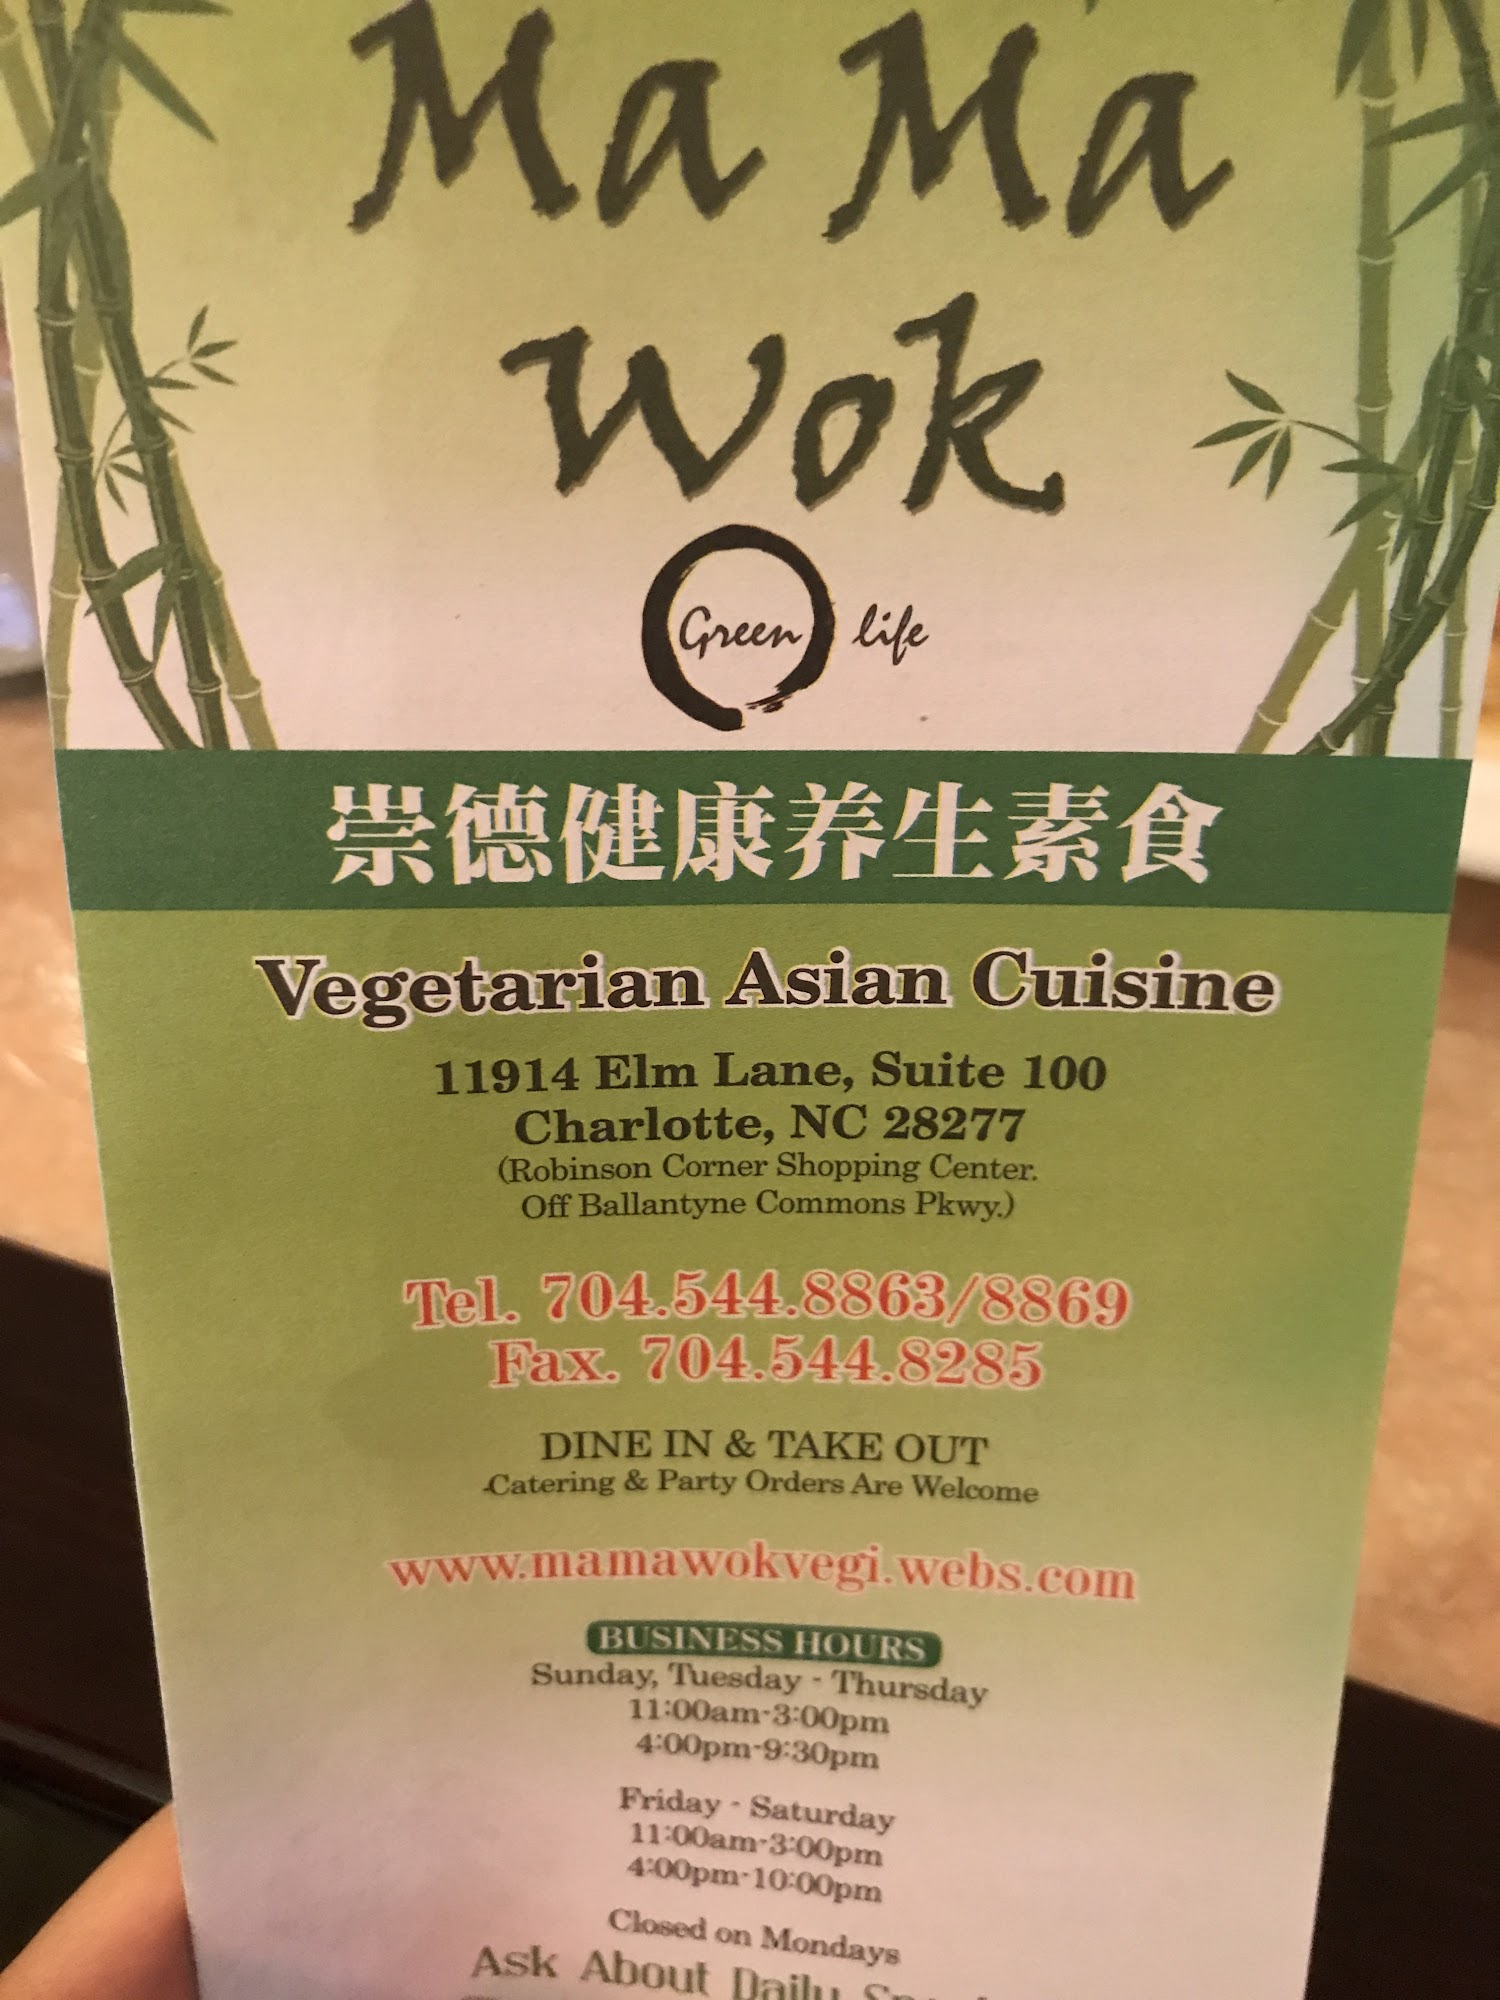 Ma Ma
Wok
Green life
崇德健康养生素食
Vegetarian Asian Cuisine
11914 Elm Lane, Suite 100
Charlotte, NC 28277
(Robinson Corner Shopping Center.
Off Ballantyne Commons Pkwy.)
Tel. 704.544.8863/8869
Fax. 704.544.8285
DINE IN & TAKE OUT
-Catering & Party Orders Are Welcome
www.mamawokvegi.webs.com
BUSINESS HOURS
Sunday, Tuesday - Thursday
11:00am-3:00pm
4:00pm-9:30pm
Friday - Saturday
11:00am-3:00pm
4:00pm-10:00pm
Closed on Mondays
Ask About Daily